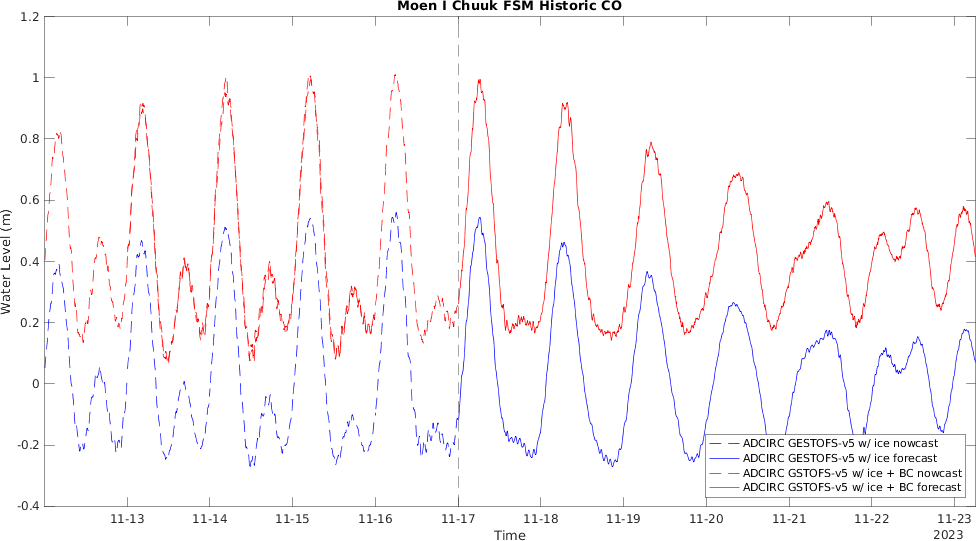 Moen I Chuuk FSM Historic CO
1.2
1
0.8
0.6
0.4
0.2
0
-0.2
-0.4
Water Level (m)
ADCIRC GESTOFS-v5 w/ ice nowcast
ADCIRC GESTOFS-v5 w/ ice forecast
ADCIRC GSTOFS-v5 w/ ice + BC nowcast
ADCIRC GSTOFS-v5 w/ ice + BC forecast
11-13 11-14 11-15 11-16 11-17 11-18 11-19 11-20 11-21 11-22 11-23
Time 2023